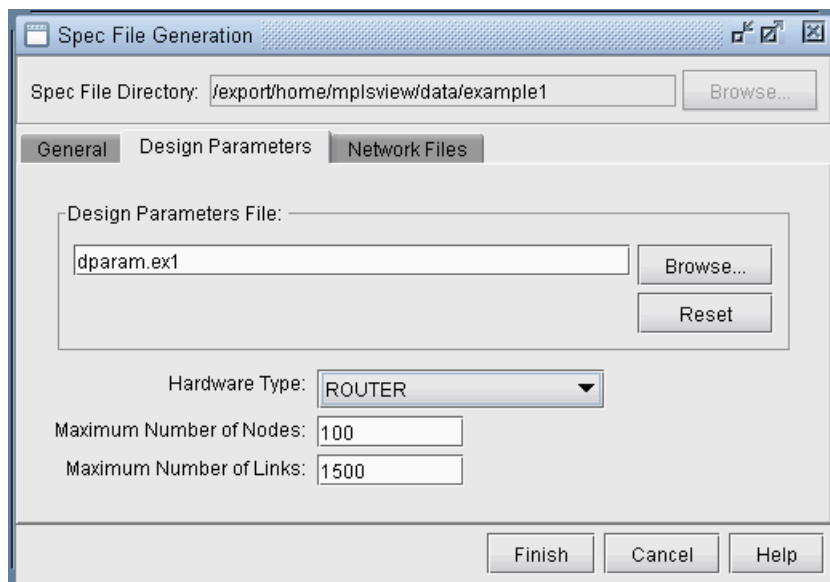 Spec File Generation
Spec File Directory: /export/home/mplsview/data/example1 Browse...
General Design Parameters Network Files
Design Parameters File:
dparam.ex1 Browse...
Reset
Hardware Type: ROUTER
Maximum Number of Nodes: 100
Maximum Number of Links: 1500
Finish Cancel Help